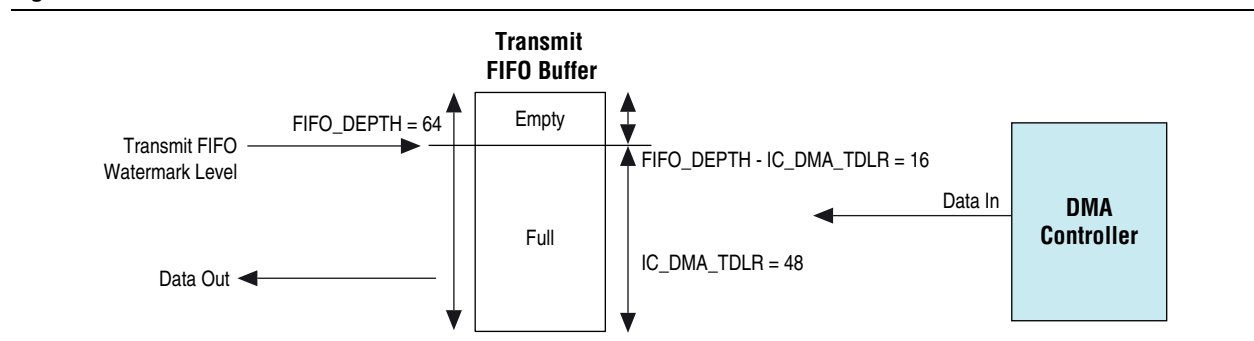 Transmit
FIFO Buffer
FIFO_DEPTH = 64
Empty
Transmit FIFO
Watermark Level
FIFO_DEPTH - IC_DMA_TDLR = 16
Data In
DMA
Controller
Full
IC_DMA_TDLR = 48
Data Out